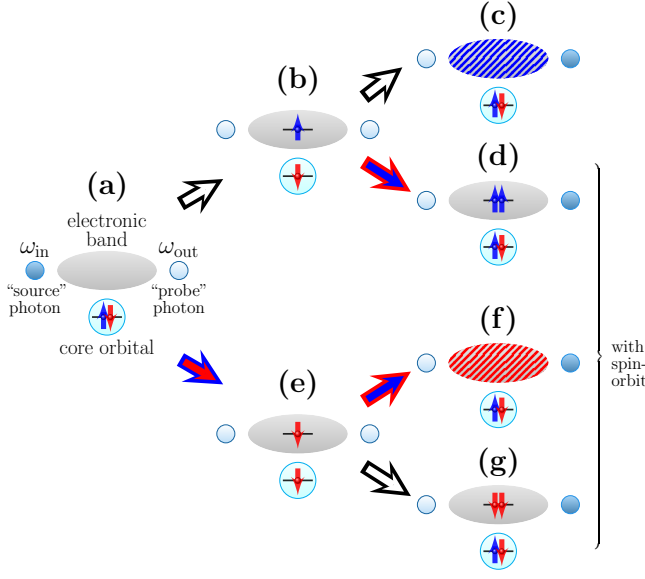 (a)
electronic
band
ω_in
ω_out
"source"
photon
"probe"
photon
core orbital
(b)
(c)
(d)
(e)
(f)
(g)
with
spin-
orbit